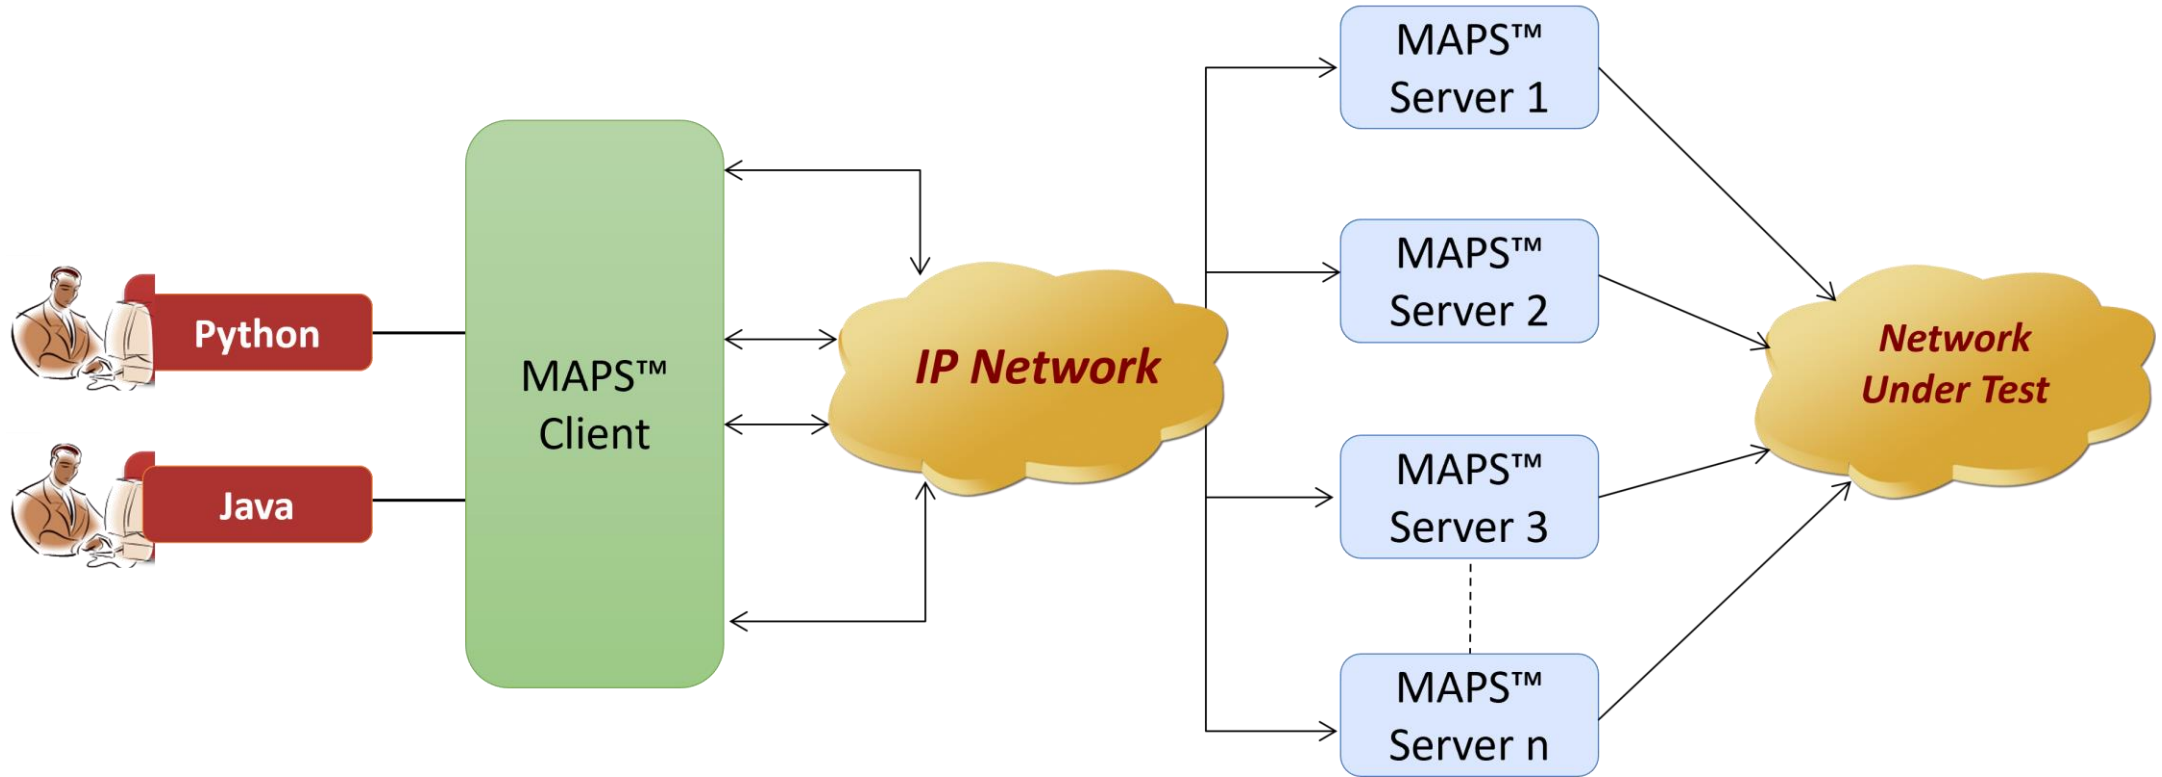 Python
Java
MAPS™
Client
IP Network
MAPS™
Server 1
MAPS™
Server 2
MAPS™
Server 3
MAPS™
Server n
Network
Under Test